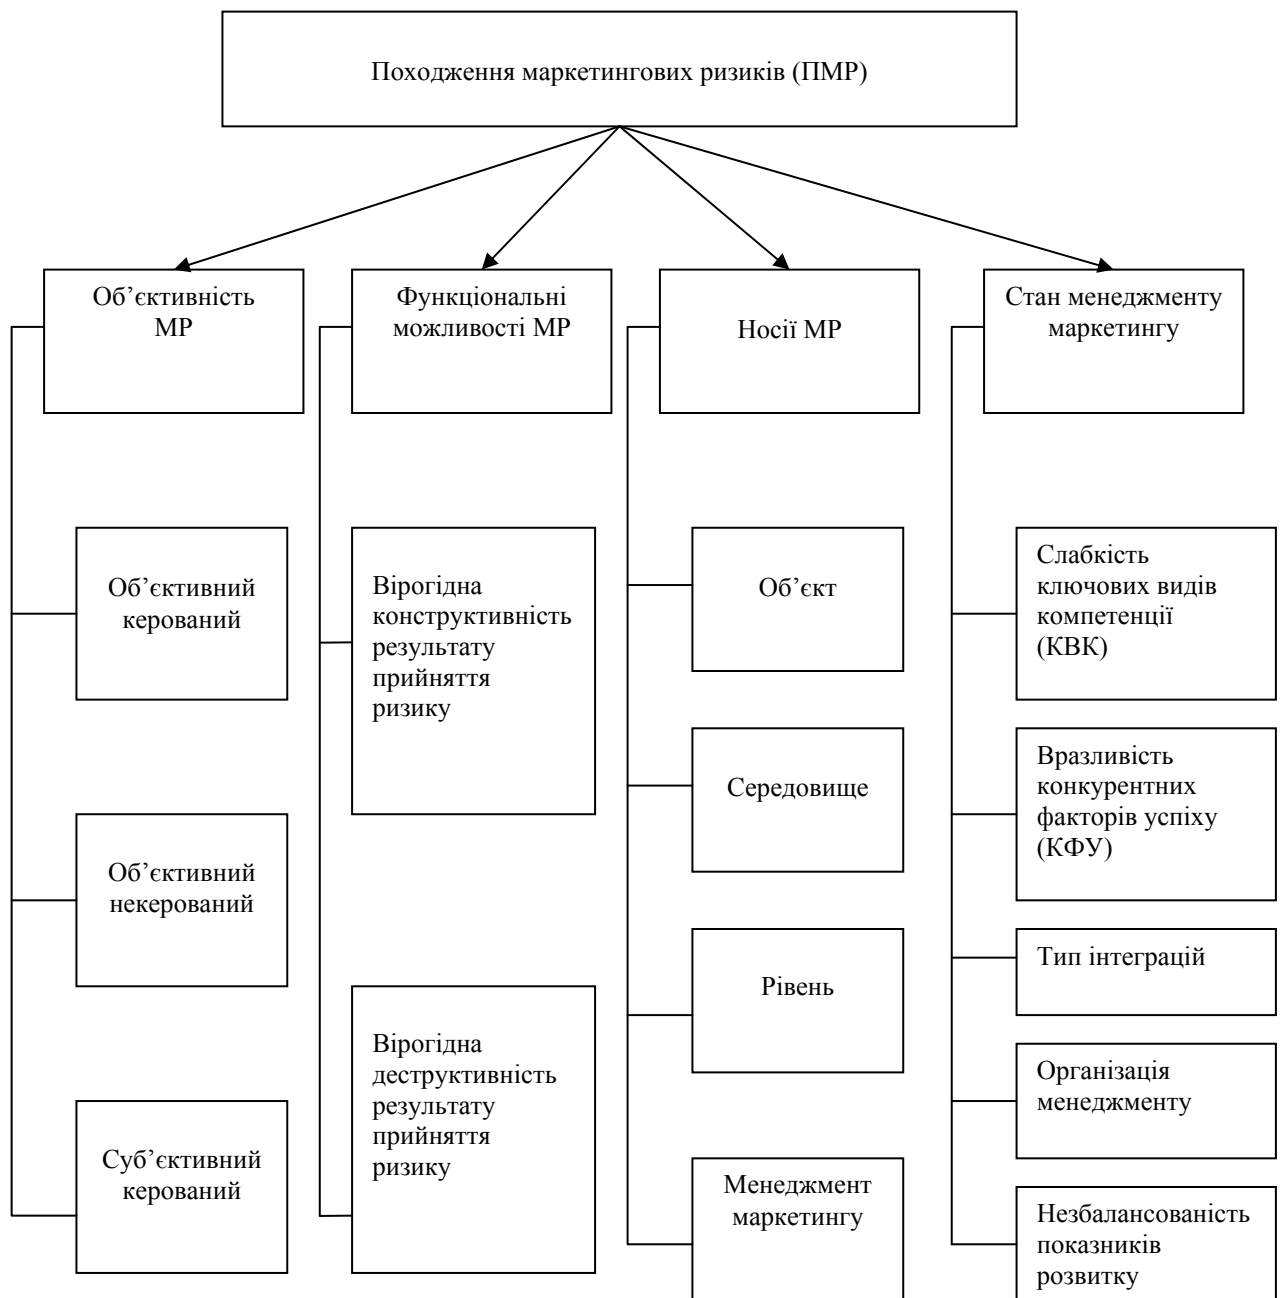 Походження маркетингових ризиків (ПМР)
Об’єктивність
МР
Функціональні
можливості МР
Носії МР
Стан менеджменту
маркетингу
Об’єктивний
керований
Об’єктивний
некерований
Суб’єктивний
керований
Вірогідна
конструктивність
результату
прийняття
ризику
Вірогідна
деструктивність
результату
прийняття
ризику
Об’єкт
Середовище
Рівень
Менеджмент
маркетингу
Слабкість
ключових видів
компетенції
(КВК)
Вразливість
конкурентних
факторів успіху
(КФУ)
Тип інтеграцій
Організація
менеджменту
Незбалансованість
показників
розвитку